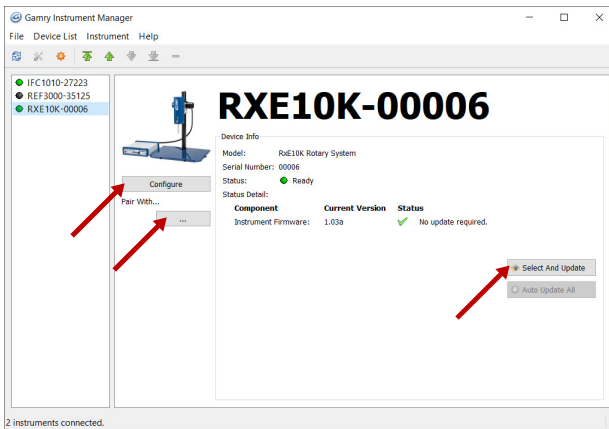 Gamry Instrument Manager
File Device List Instrument Help
IFC1010-27223
REF3000-35125
RXE10K-00006
RXE10K-00006
Device Info
Model: RxE10K Rotary System
Serial Number: 00006
Status: Ready
Status Detail:
Component Current Version Status
Instrument Firmware: 1.03a No update required.
Configure
Pair With...
...
Select And Update
Auto Update All
2 instruments connected.